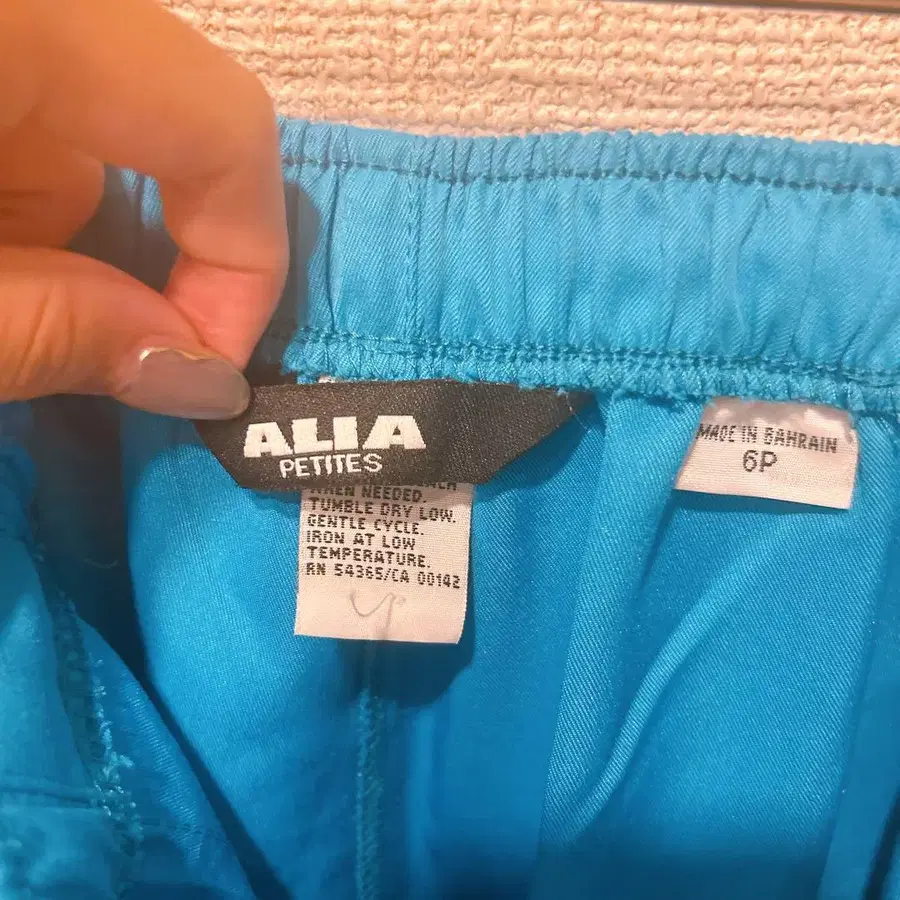 ALIA
PETITES
WHEN NEEDED.
TUMBLE DRY LOW.
GENTLE CYCLE.
IRON AT LOW
TEMPERATURE.
RN 54365/CA 00142
MADE IN BAHRAIN
6P